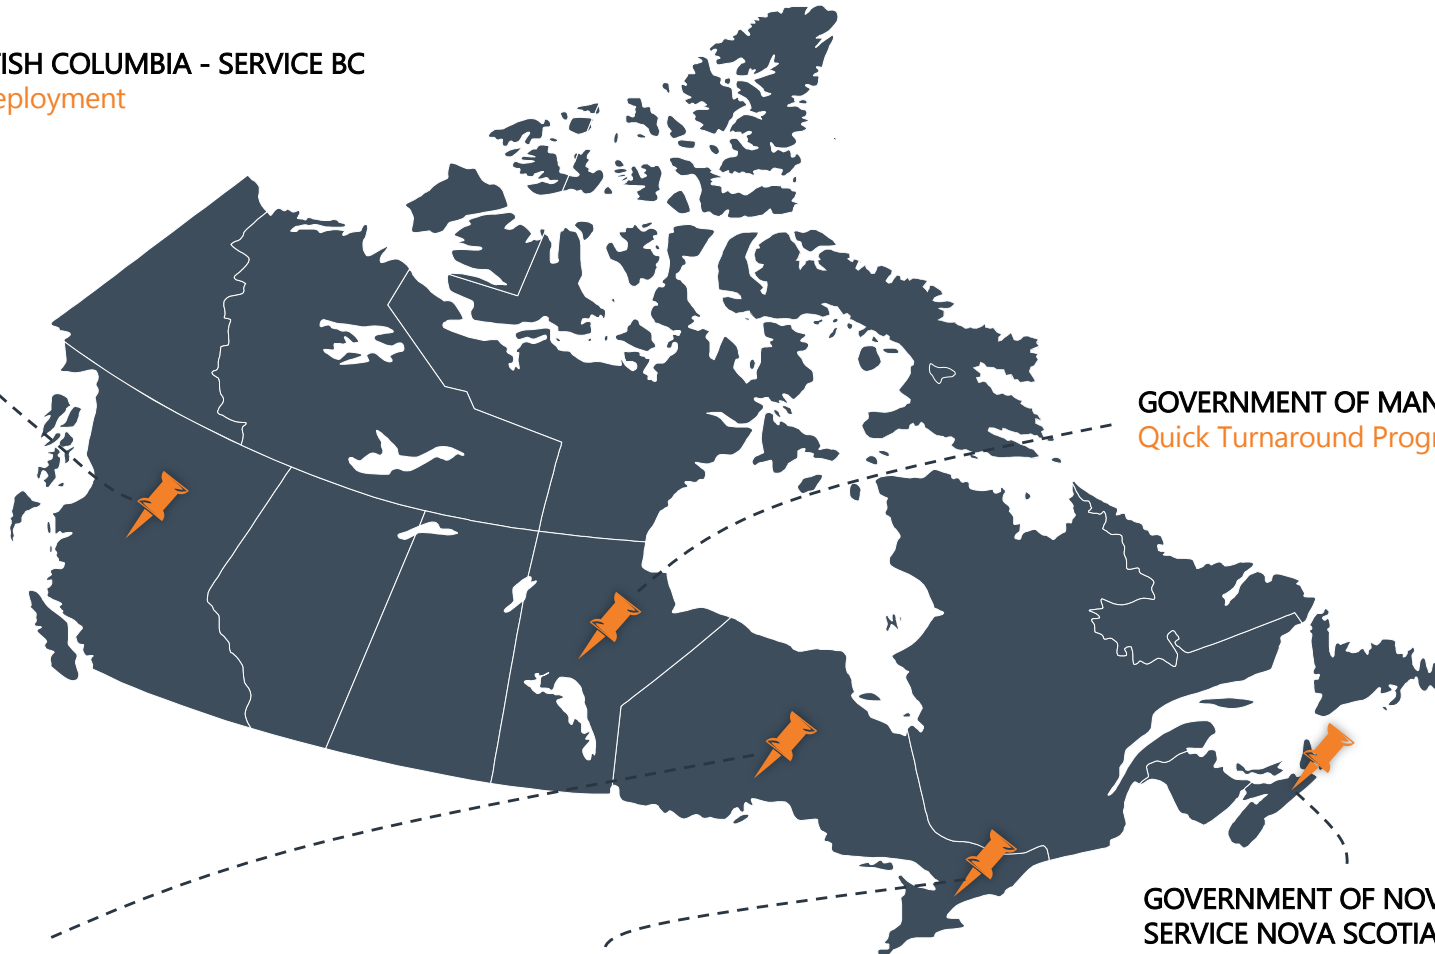 ISH COLUMBIA - SERVICE BC
eployment
GOVERNMENT OF MAN
Quick Turnaround Progr
GOVERNMENT OF NOV
SERVICE NOVA SCOTIA